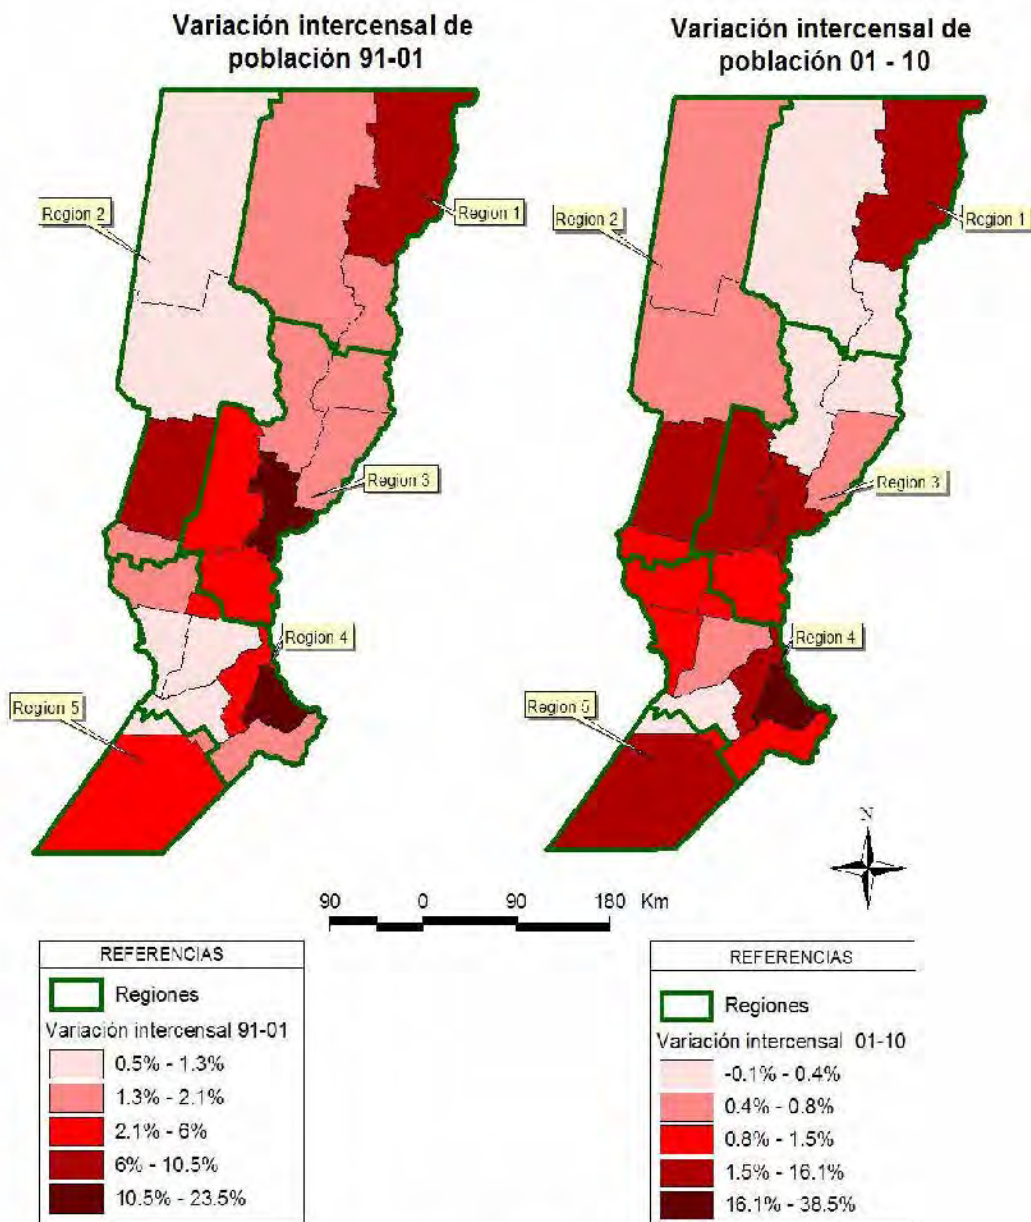 Variación intercensal de
población 91-01
Region 2
Region 1
Region 3
Region 4
Region 5
Variación intercensal de
población 01 - 10
Region 2
Region 1
Region 3
Region 4
Region 5
N
90 0 90 180 Km
REFERENCIAS
Regiones
Variación intercensal 91-01
0.5% - 1.3%
1.3% - 2.1%
2.1% - 6%
6% - 10.5%
10.5% - 23.5%
REFERENCIAS
Regiones
Variación intercensal 01-10
-0.1% - 0.4%
0.4% - 0.8%
0.8% - 1.5%
1.5% - 16.1%
16.1% - 38.5%